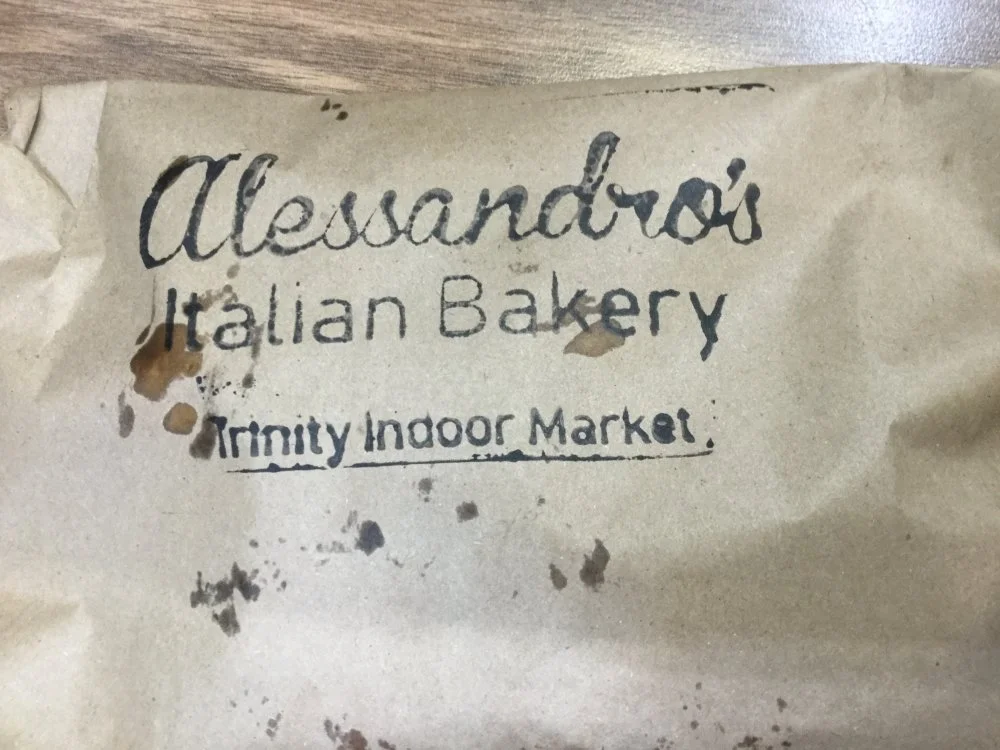 Alessandro's
Italian Bakery
Trinity Indoor Market